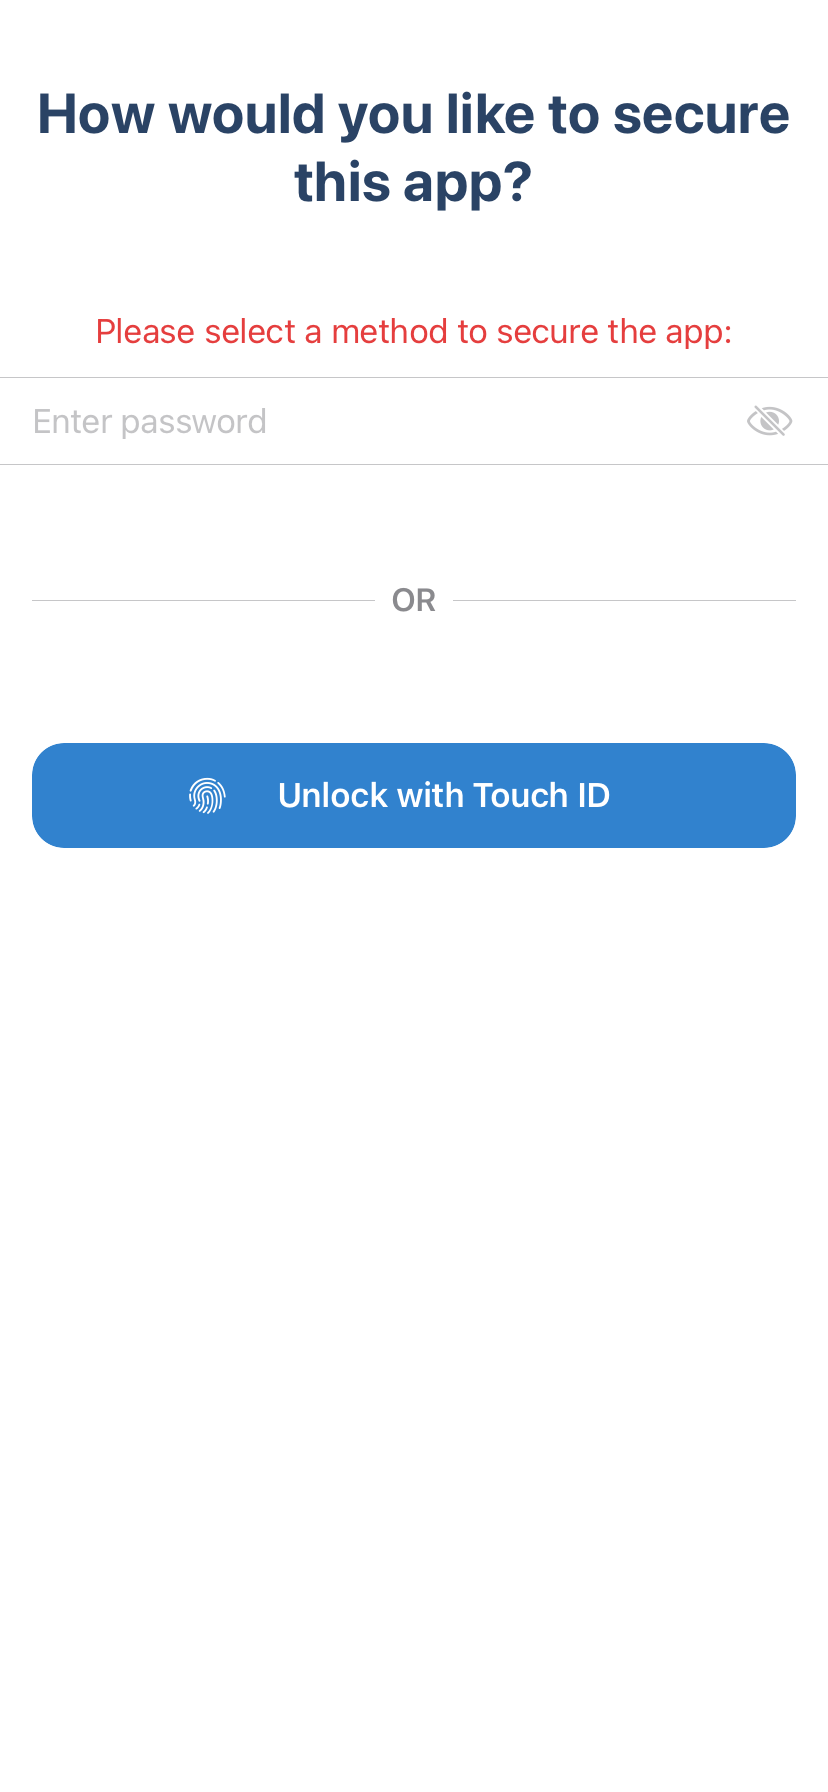 How would you like to secure
this app?
Please select a method to secure the app:
Enter password
OR
Unlock with Touch ID